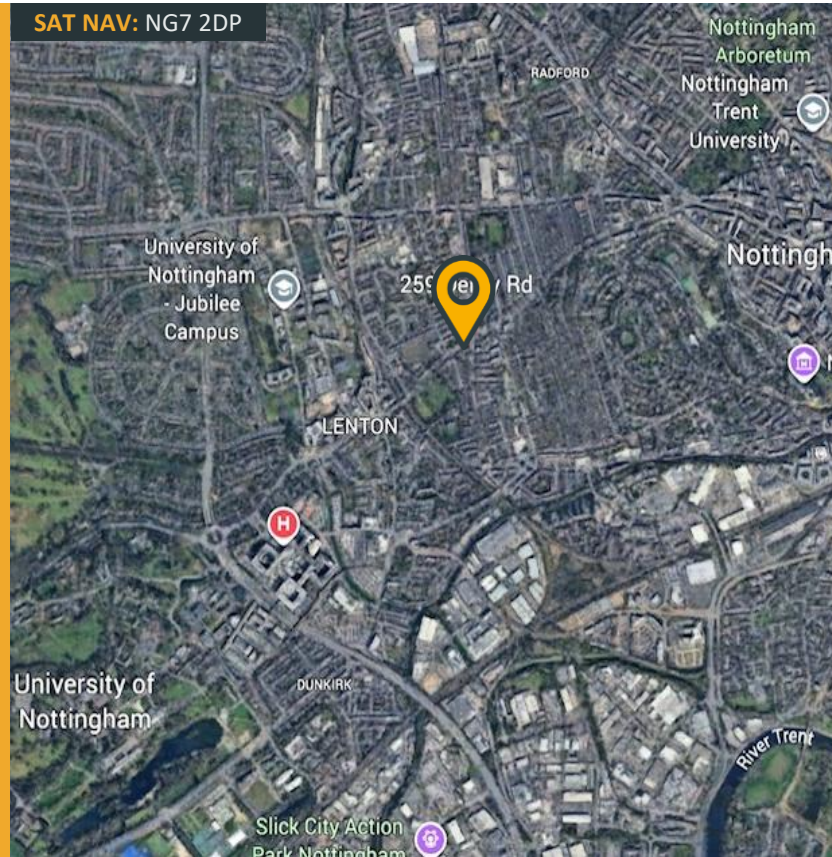 SAT NAV: NG7 2DP
Nottingham
Arboretum
RADFORD
Nottingham
Trent
University
University of
Nottingham
- Jubilee
Campus
Nottingh
259 Rd
LENTON
H
University of
Nottingham
DUNKIRK
River Trent
Slick City Action
Park Nottingham